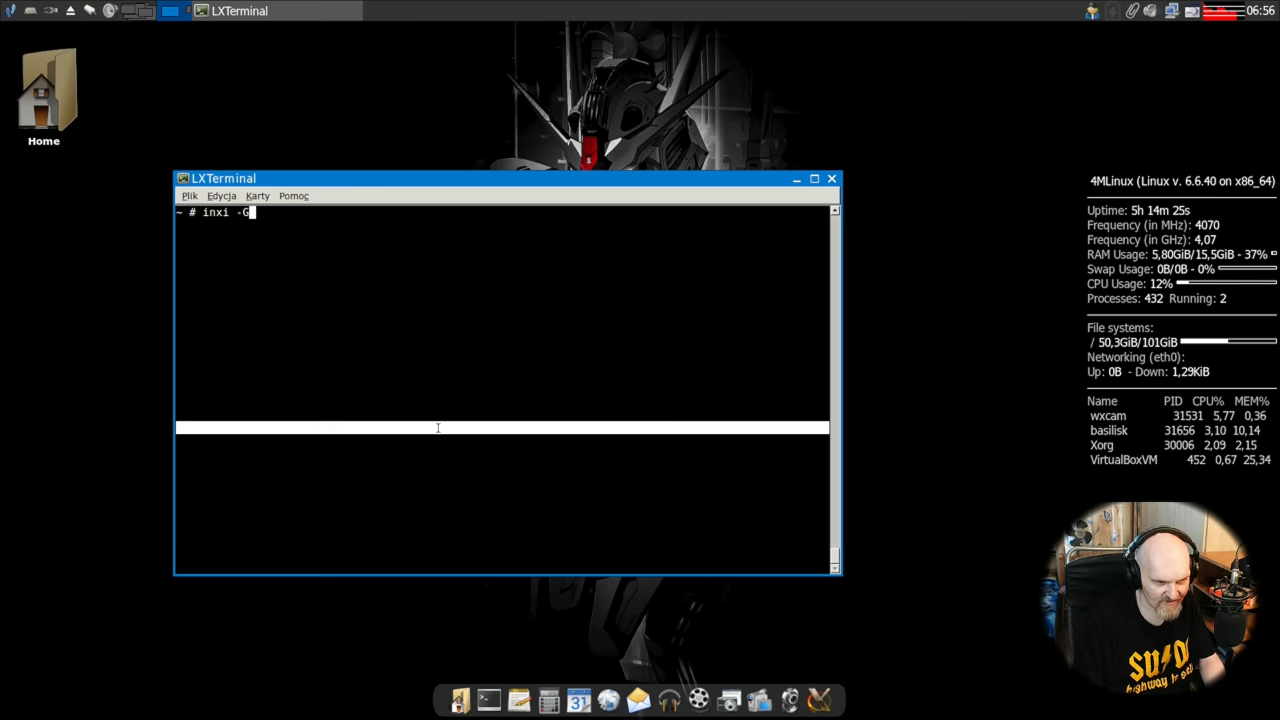 LXTerminal
06:56
Home
LXTerminal
Plik Edycja Karty Pomoc
~ # inxi -G
4MLinux (Linux v. 6.6.40 on x86_64)
Uptime: 5h 14m 25s
Frequency (in MHz): 4070
Frequency (in GHz): 4,07
RAM Usage: 5,80GiB/15,5GiB - 37%
Swap Usage: 0B/0B - 0%
CPU Usage: 12%
Processes: 432 Running: 2
File systems:
/ 50,3GiB/101GiB
Networking (eth0):
Up: 0B - Down: 1,29KiB
Name PID CPU% MEM%
wxcam 31531 5,77 0,36
basilisk 31656 3,10 10,14
Xorg 30006 2,09 2,15
VirtualBoxVM 452 0,67 25,34
31
SU
highway to